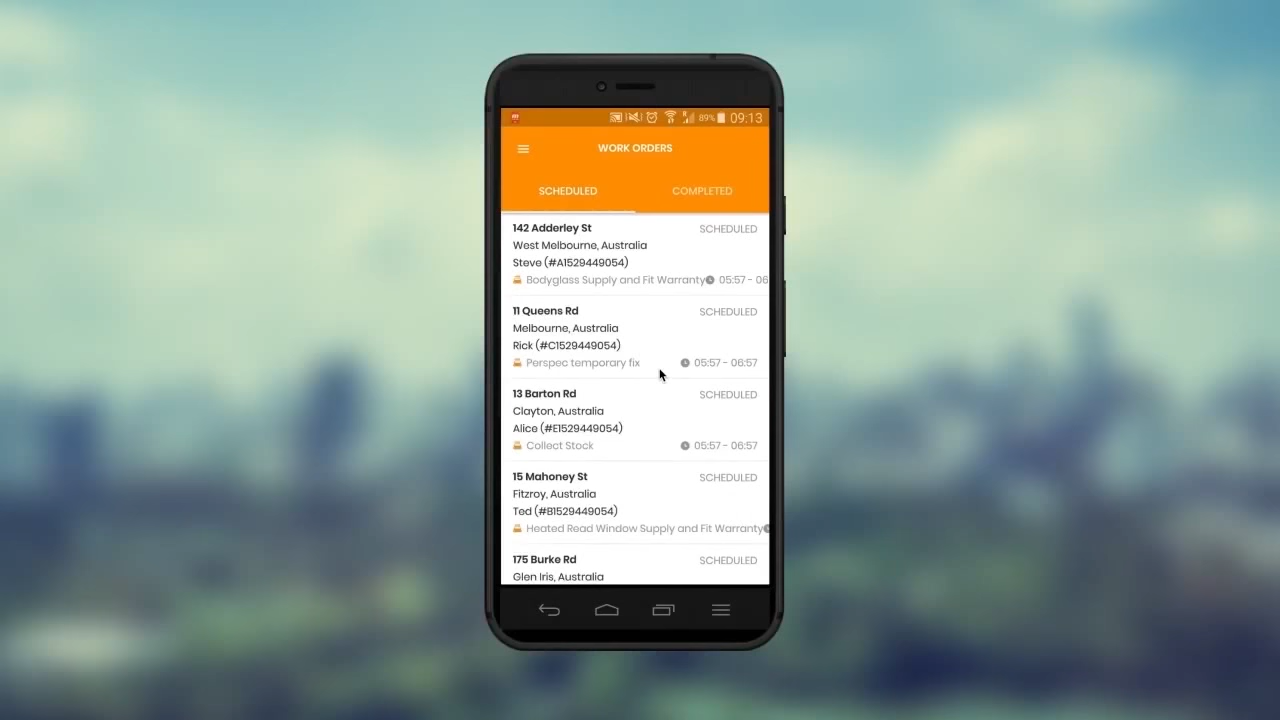 89% 09:13
WORK ORDERS
SCHEDULED COMPLETED
142 Adderley St SCHEDULED
West Melbourne, Australia
Steve (#A1529449054)
Bodyglass Supply and Fit Warranty 05:57 - 06
11 Queens Rd SCHEDULED
Melbourne, Australia
Rick (#C1529449054)
Perspec temporary fix 05:57 - 06:57
13 Barton Rd SCHEDULED
Clayton, Australia
Alice (#E1529449054)
Collect Stock 05:57 - 06:57
15 Mahoney St SCHEDULED
Fitzroy, Australia
Ted (#B1529449054)
Heated Read Window Supply and Fit Warranty
175 Burke Rd SCHEDULED
Glen Iris, Australia